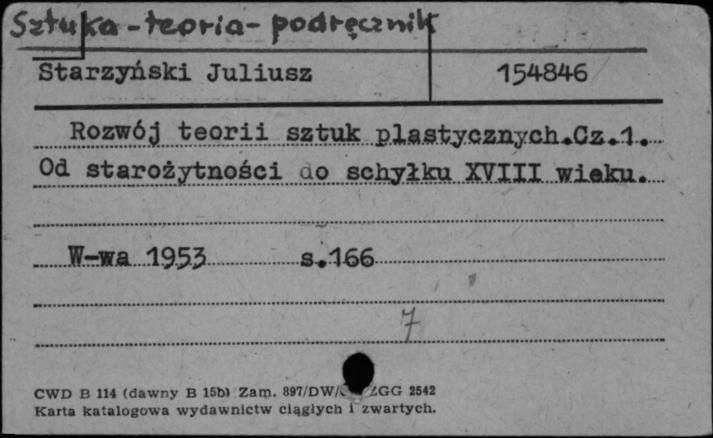 Sztuka - teoria - podręcznik
Starzyński Juliusz 154846
Rozwój teorii sztuk plastycznych.Cz.1.
Od starożytności do schyłku XVIII wieku.
W-wa 1953 s.166
7
CWD B 114 (dawny B 15b) Zam. 897/DW/ ZGG 2542
Karta katalogowa wydawnictw ciągłych i zwartych.